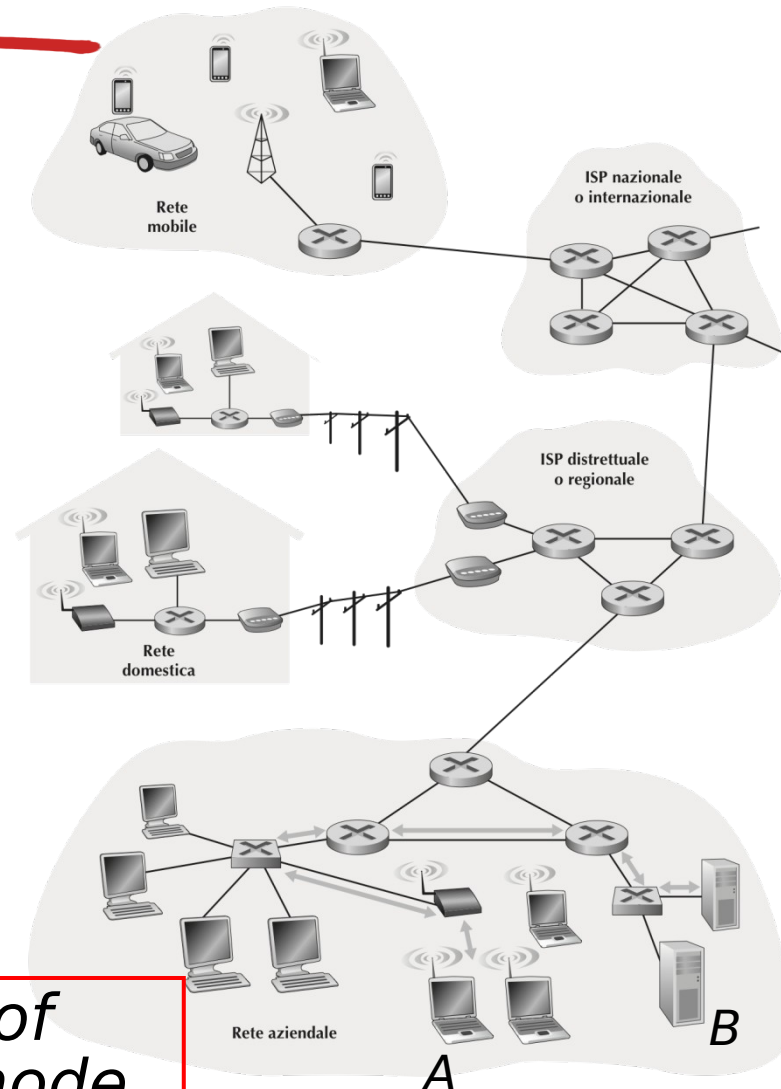 ISP nazionale
o internazionale
Rete
mobile
ISP distrettuale
o regionale
Rete
domestica
Rete aziendale
of
node
A
B